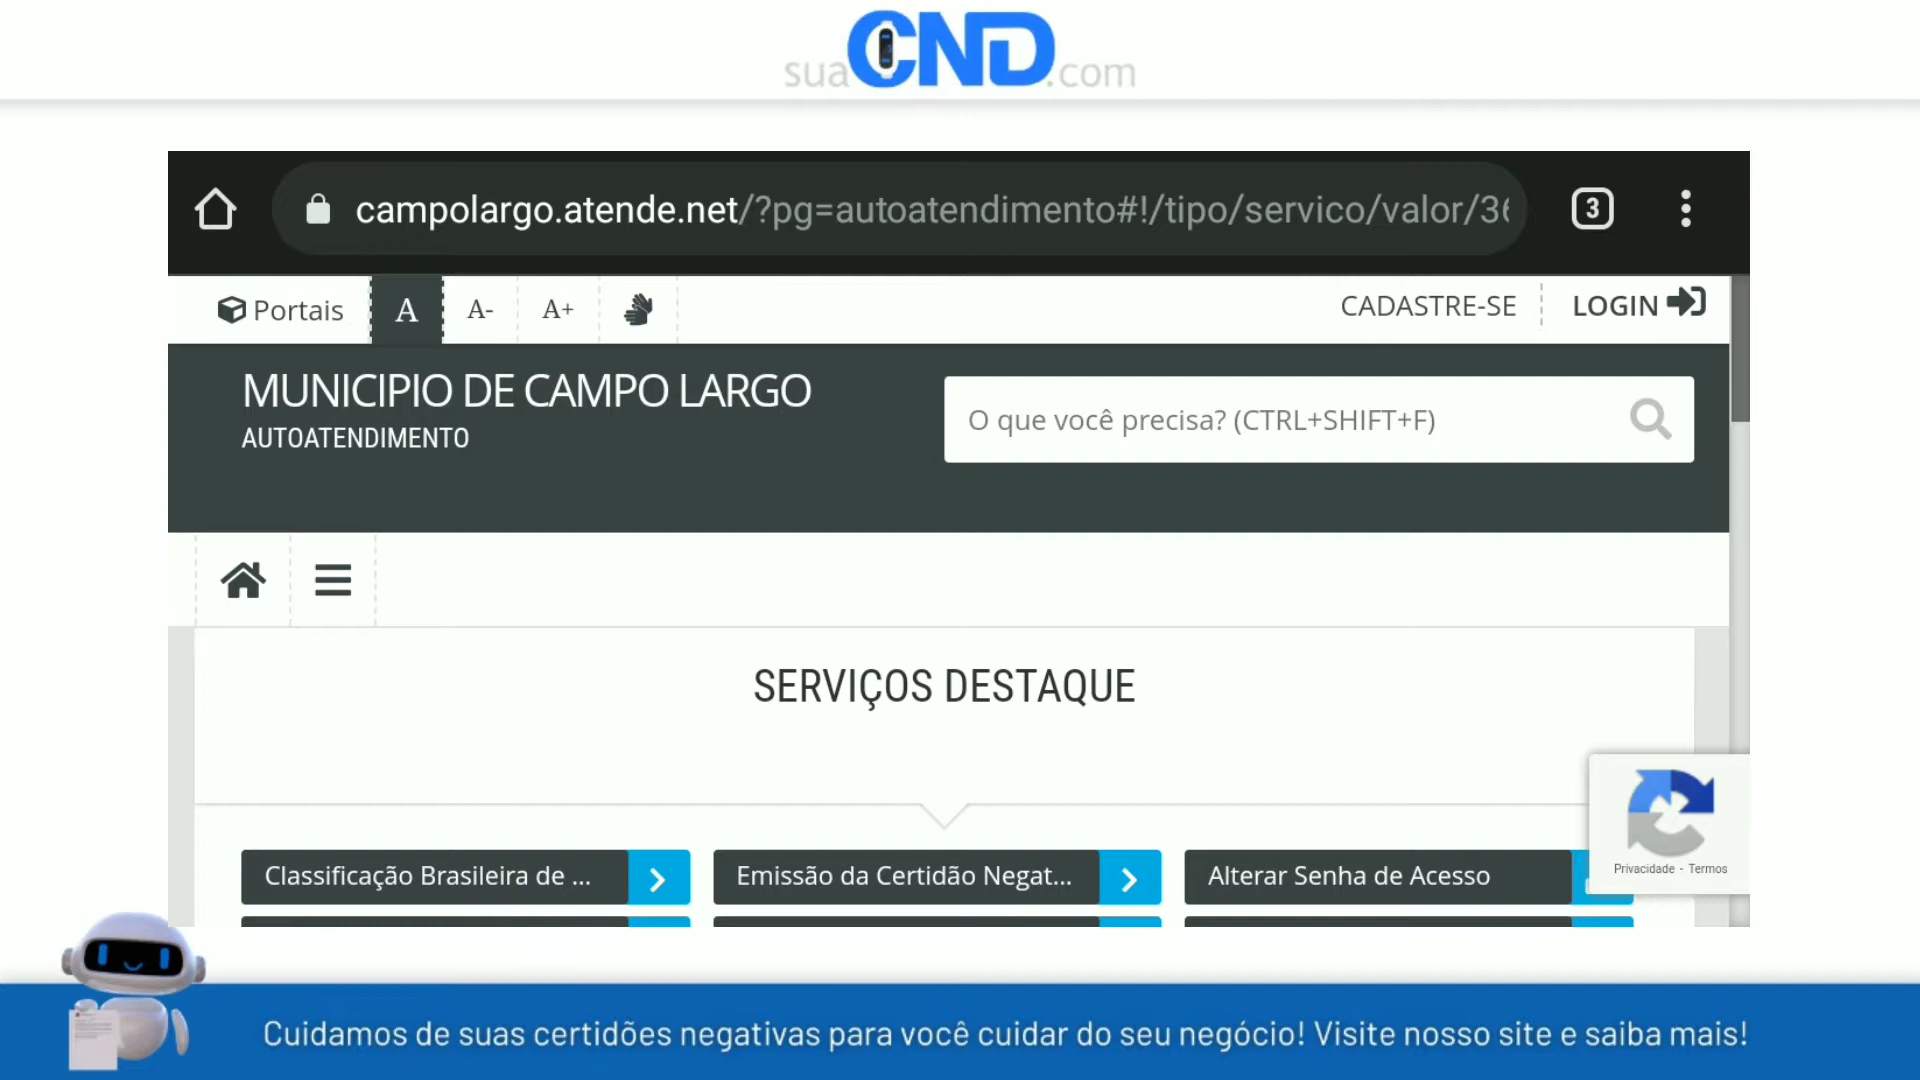 suaCND.com
campolargo.atende.net/?pg=autoatendimento#!/tipo/servico/valor/36
3
Portais
A
A-
A+
CADASTRE-SE
LOGIN
MUNICIPIO DE CAMPO LARGO
AUTOATENDIMENTO
O que você precisa? (CTRL+SHIFT+F)
SERVIÇOS DESTAQUE
Classificação Brasileira de ...
Emissão da Certidão Negat...
Alterar Senha de Acesso
Privacidade - Termos
Cuidamos de suas certidões negativas para você cuidar do seu negócio! Visite nosso site e saiba mais!